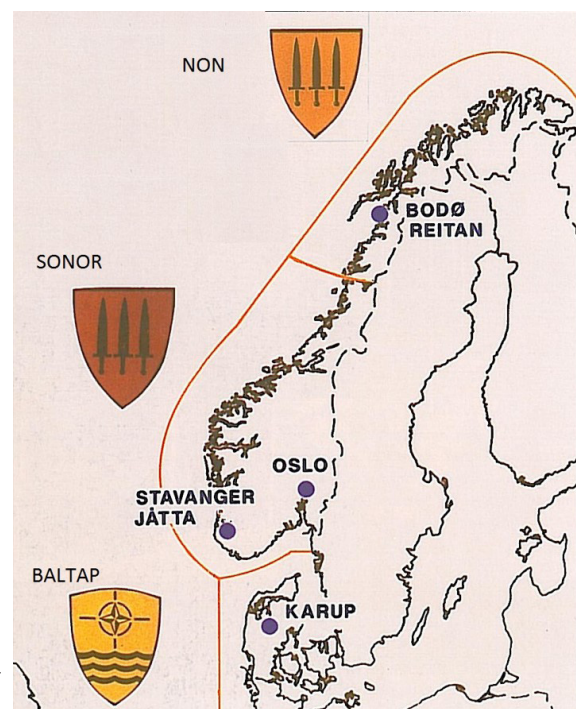 NON
BODØ
REITAN
SONOR
OSLO
STAVANGER
JÅTTA
BALTAP
KARUP